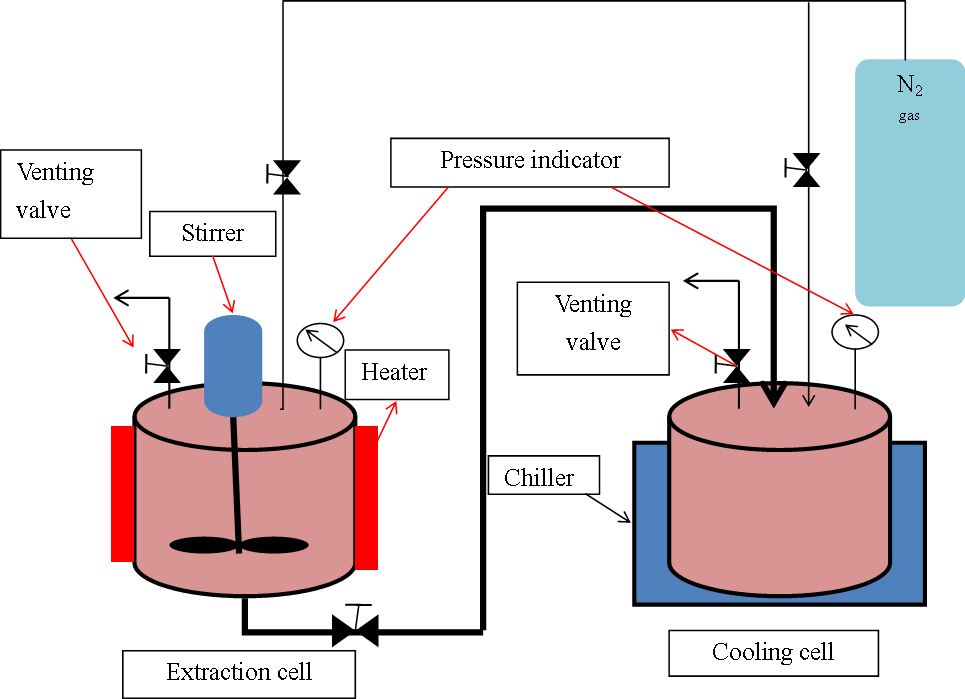 N₂
gas
Pressure indicator
Venting
valve
Stirrer
Venting
valve
Heater
Chiller
Extraction cell
Cooling cell